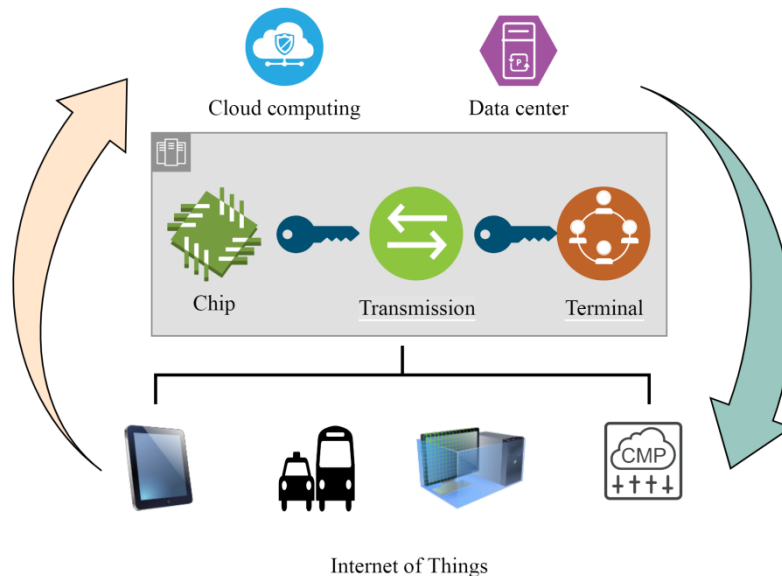 Cloud computing
Data center
P
Chip
Transmission
Terminal
CMP
Internet of Things